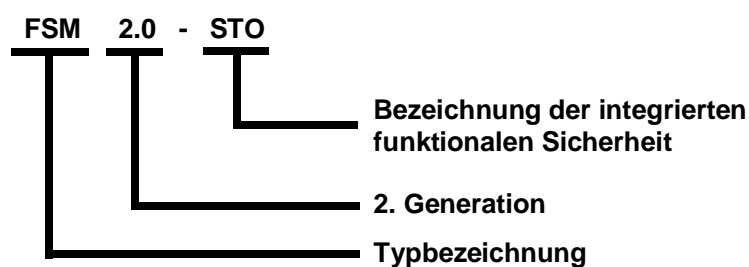 FSM 2.0 - STO
Bezeichnung der integrierten
funktionalen Sicherheit
2. Generation
Typbezeichnung